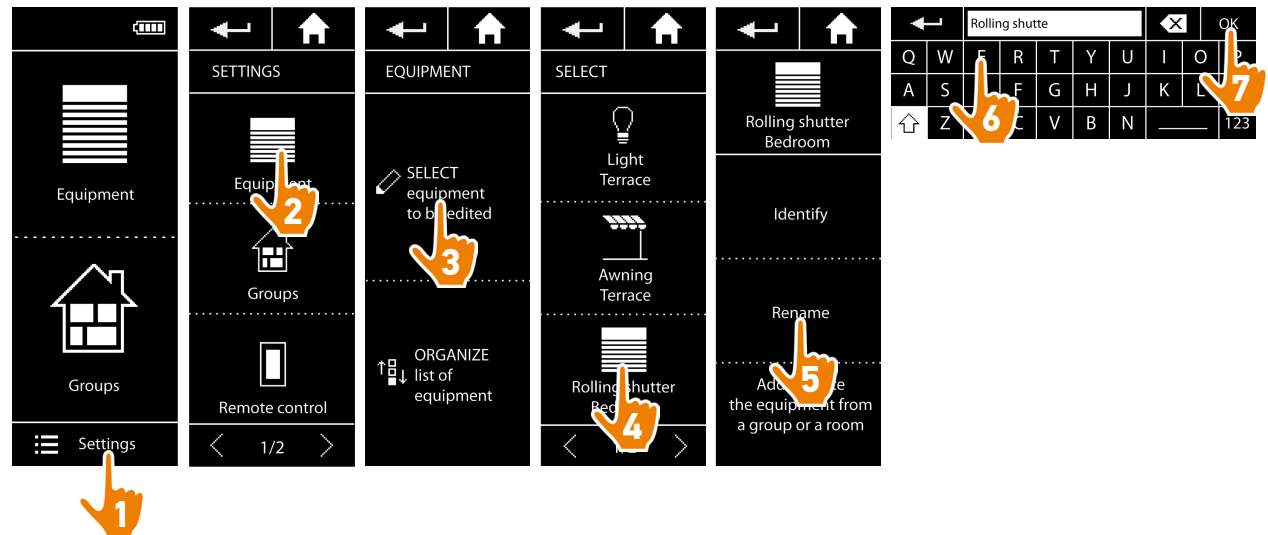 Equipment
Groups
Settings
1
SETTINGS
Equipment
2
Groups
Remote control
1/2
EQUIPMENT
SELECT
equipment
to be edited
3
ORGANIZE
list of
equipment
SELECT
Light
Terrace
Awning
Terrace
Rolling shutter
4
Rolling shutter
Bedroom
Identify
Rename
5
the equipment from
a group or a room
Rolling shutte
OK
Q W E R T Y U I O P
A S F G H J K L
Z C V B N 123
6
7